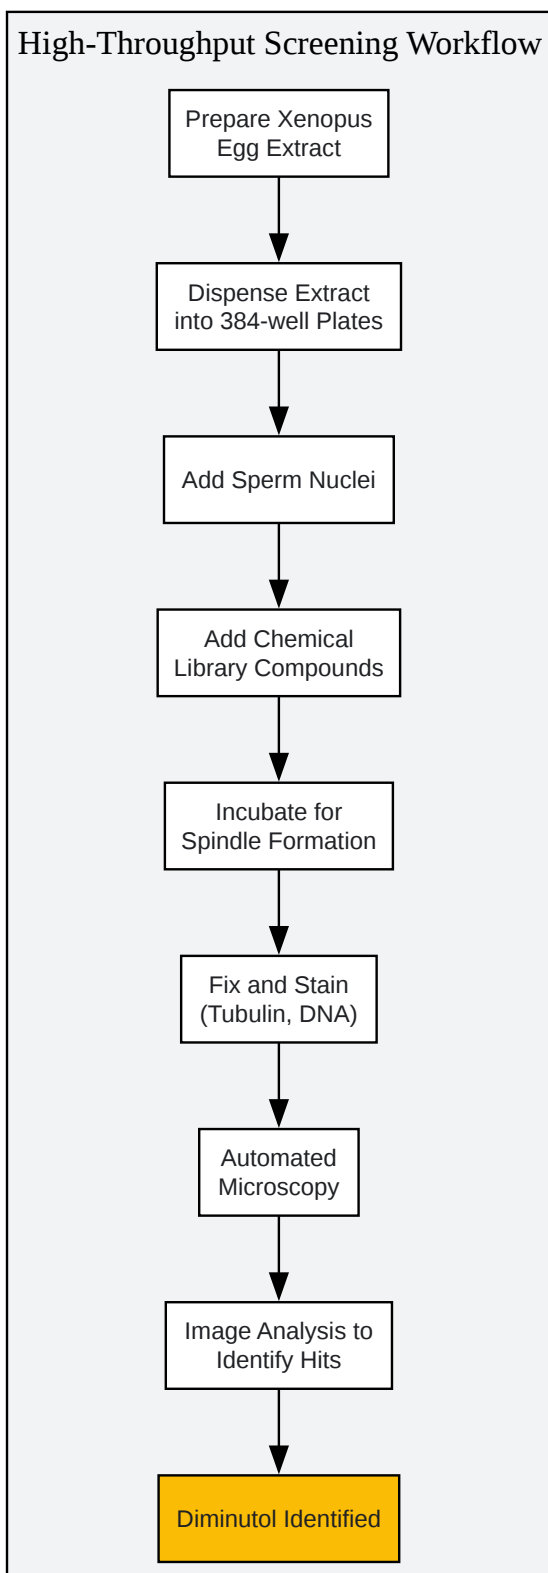 High-Throughput Screening Workflow
Prepare Xenopus
Egg Extract
Dispense Extract
into 384-well Plates
Add Sperm Nuclei
Add Chemical
Library Compounds
Incubate for
Spindle Formation
Fix and Stain
(Tubulin, DNA)
Automated
Microscopy
Image Analysis to
Identify Hits
Diminutol Identified